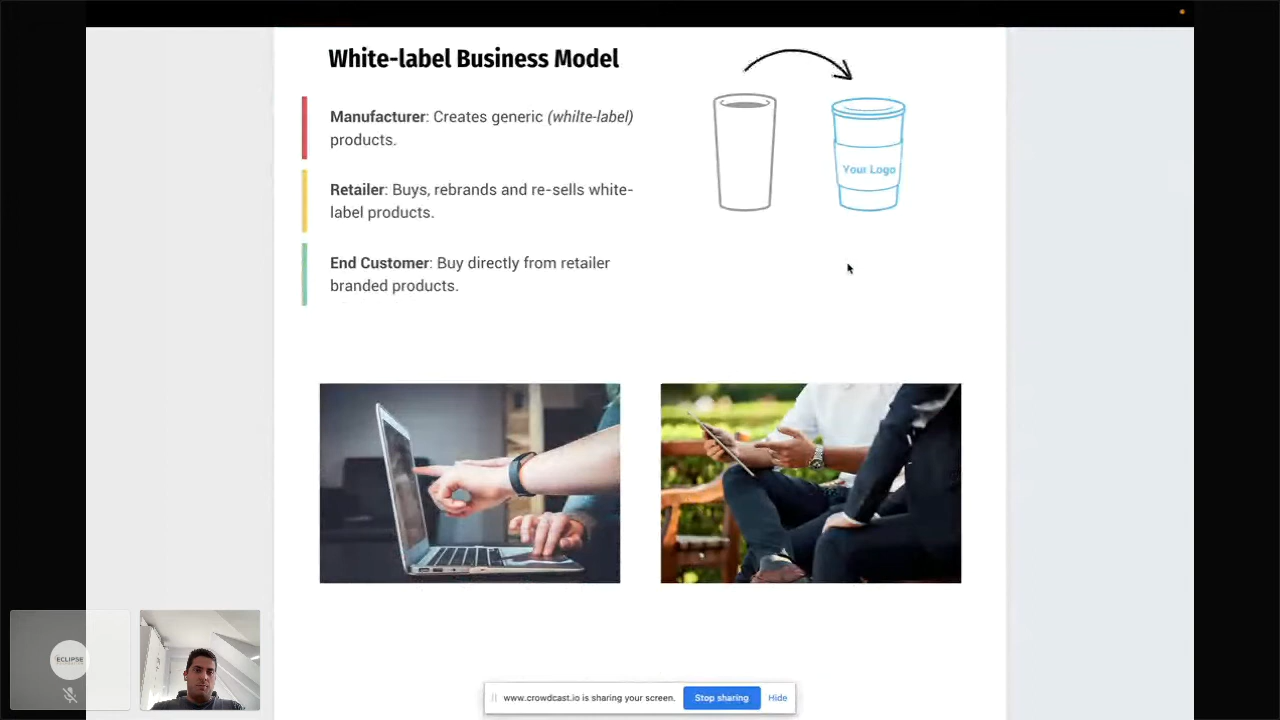 White-label Business Model
Manufacturer: Creates generic (whilte-label)
products.
Retailer: Buys, rebrands and re-sells white-
label products.
End Customer: Buy directly from retailer
branded products.
Your Logo
ECLIPSE
www.crowdcast.io is sharing your screen.
Stop sharing
Hide